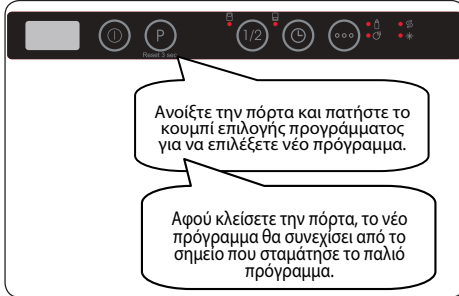 P
1/2
Reset 3 sec
Ανοίξτε την πόρτα και πατήστε το
κουμπί επιλογής προγράμματος
για να επιλέξετε νέο πρόγραμμα.
Αφού κλείσετε την πόρτα, το νέο
πρόγραμμα θα συνεχίσει από το
σημείο που σταμάτησε το παλιό
πρόγραμμα.